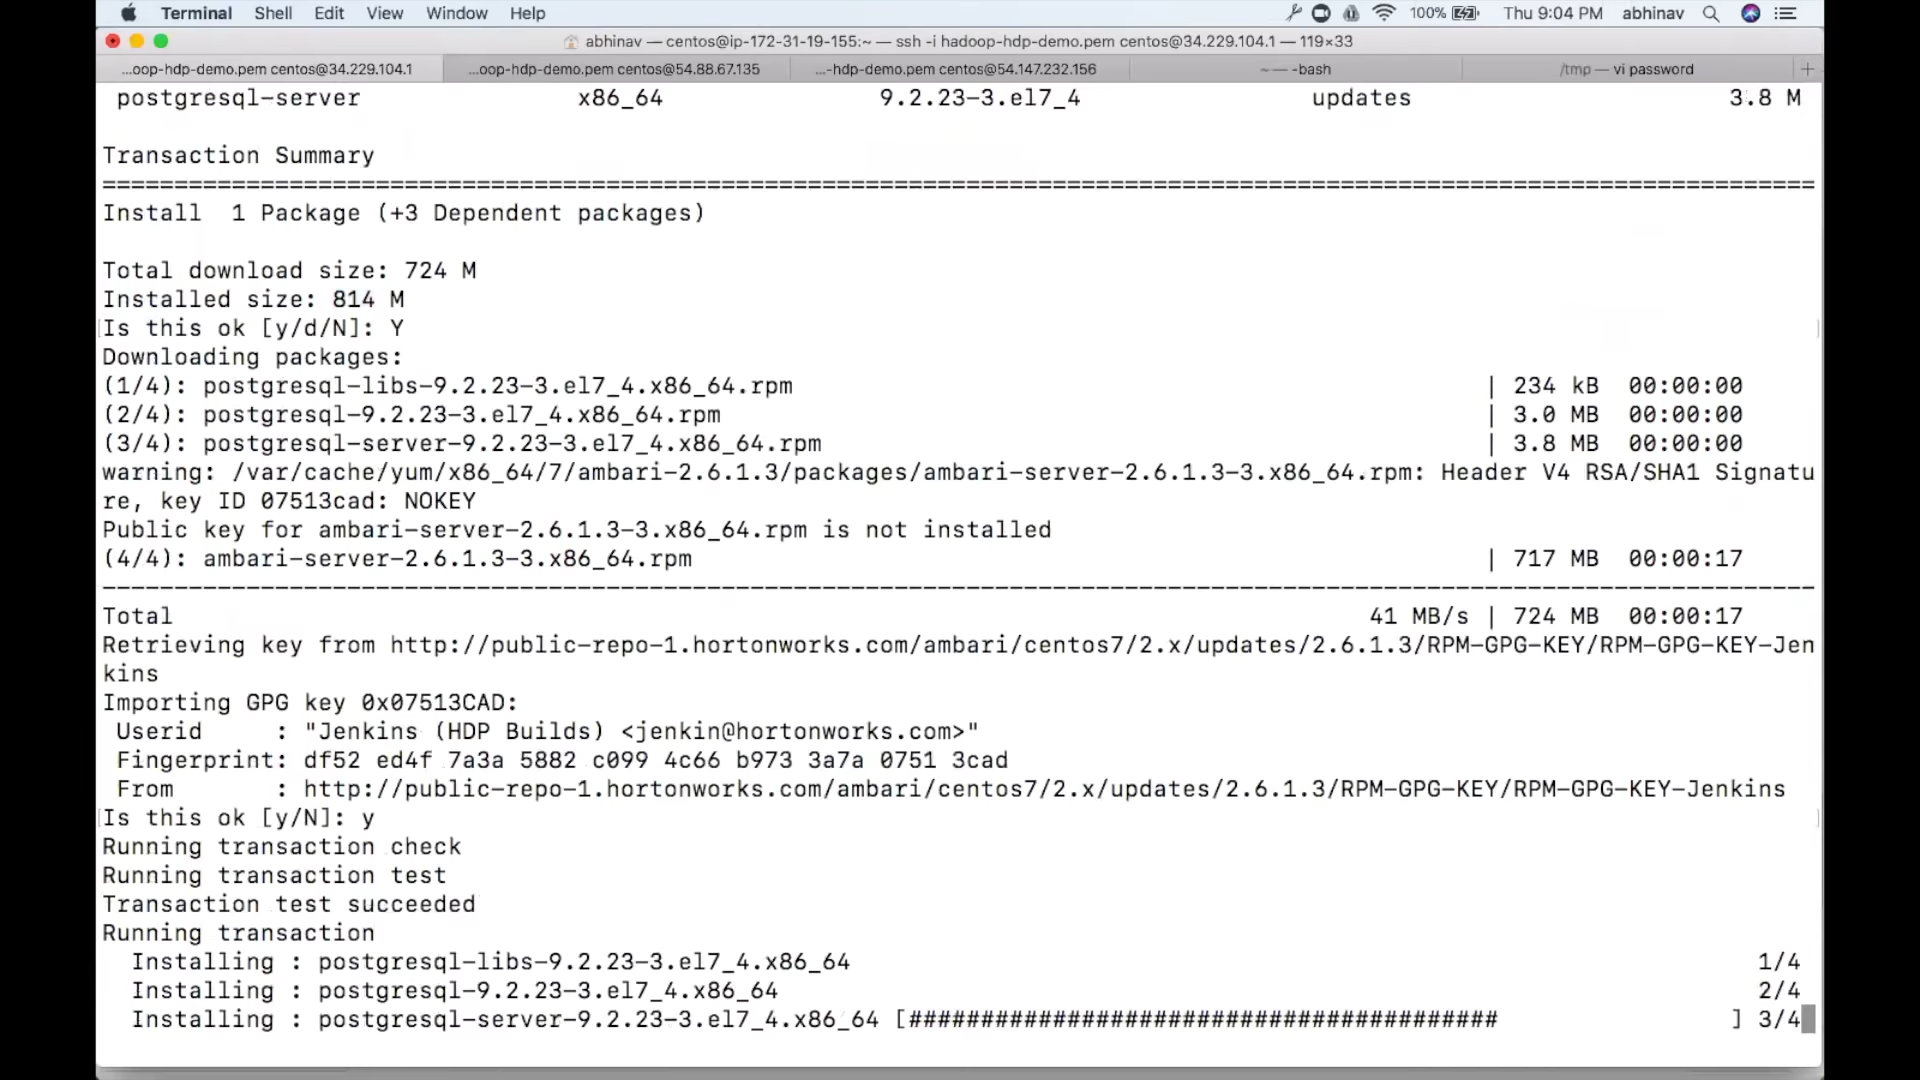 Terminal Shell Edit View Window Help 100% Thu 9:04 PM abhinav
abhinav — centos@ip-172-31-19-155:~ — ssh -i hadoop-hdp-demo.pem centos@34.229.104.1 — 119×33
...oop-hdp-demo.pem centos@34.229.104.1 ...oop-hdp-demo.pem centos@54.88.67.135 ...-hdp-demo.pem centos@54.147.232.156 ~ — -bash /tmp — vi password +
postgresql-server x86_64 9.2.23-3.el7_4 updates 3.8 M
Transaction Summary
================================================================================================================
Install 1 Package (+3 Dependent packages)
Total download size: 724 M
Installed size: 814 M
Is this ok [y/d/N]: Y
Downloading packages:
(1/4): postgresql-libs-9.2.23-3.el7_4.x86_64.rpm | 234 kB 00:00:00
(2/4): postgresql-9.2.23-3.el7_4.x86_64.rpm | 3.0 MB 00:00:00
(3/4): postgresql-server-9.2.23-3.el7_4.x86_64.rpm | 3.8 MB 00:00:00
warning: /var/cache/yum/x86_64/7/ambari-2.6.1.3/packages/ambari-server-2.6.1.3-3.x86_64.rpm: Header V4 RSA/SHA1 Signatu
re, key ID 07513cad: NOKEY
Public key for ambari-server-2.6.1.3-3.x86_64.rpm is not installed
(4/4): ambari-server-2.6.1.3-3.x86_64.rpm | 717 MB 00:00:17
----------------------------------------------------------------------------------------------------------------
Total 41 MB/s | 724 MB 00:00:17
Retrieving key from http://public-repo-1.hortonworks.com/ambari/centos7/2.x/updates/2.6.1.3/RPM-GPG-KEY/RPM-GPG-KEY-Jen
kins
Importing GPG key 0x07513CAD:
Userid : "Jenkins (HDP Builds) <jenkin@hortonworks.com>"
Fingerprint: df52 ed4f 7a3a 5882 c099 4c66 b973 3a7a 0751 3cad
From : http://public-repo-1.hortonworks.com/ambari/centos7/2.x/updates/2.6.1.3/RPM-GPG-KEY/RPM-GPG-KEY-Jenkins
Is this ok [y/N]: y
Running transaction check
Running transaction test
Transaction test succeeded
Running transaction
Installing : postgresql-libs-9.2.23-3.el7_4.x86_64 1/4
Installing : postgresql-9.2.23-3.el7_4.x86_64 2/4
Installing : postgresql-server-9.2.23-3.el7_4.x86_64 [######################################### ] 3/4